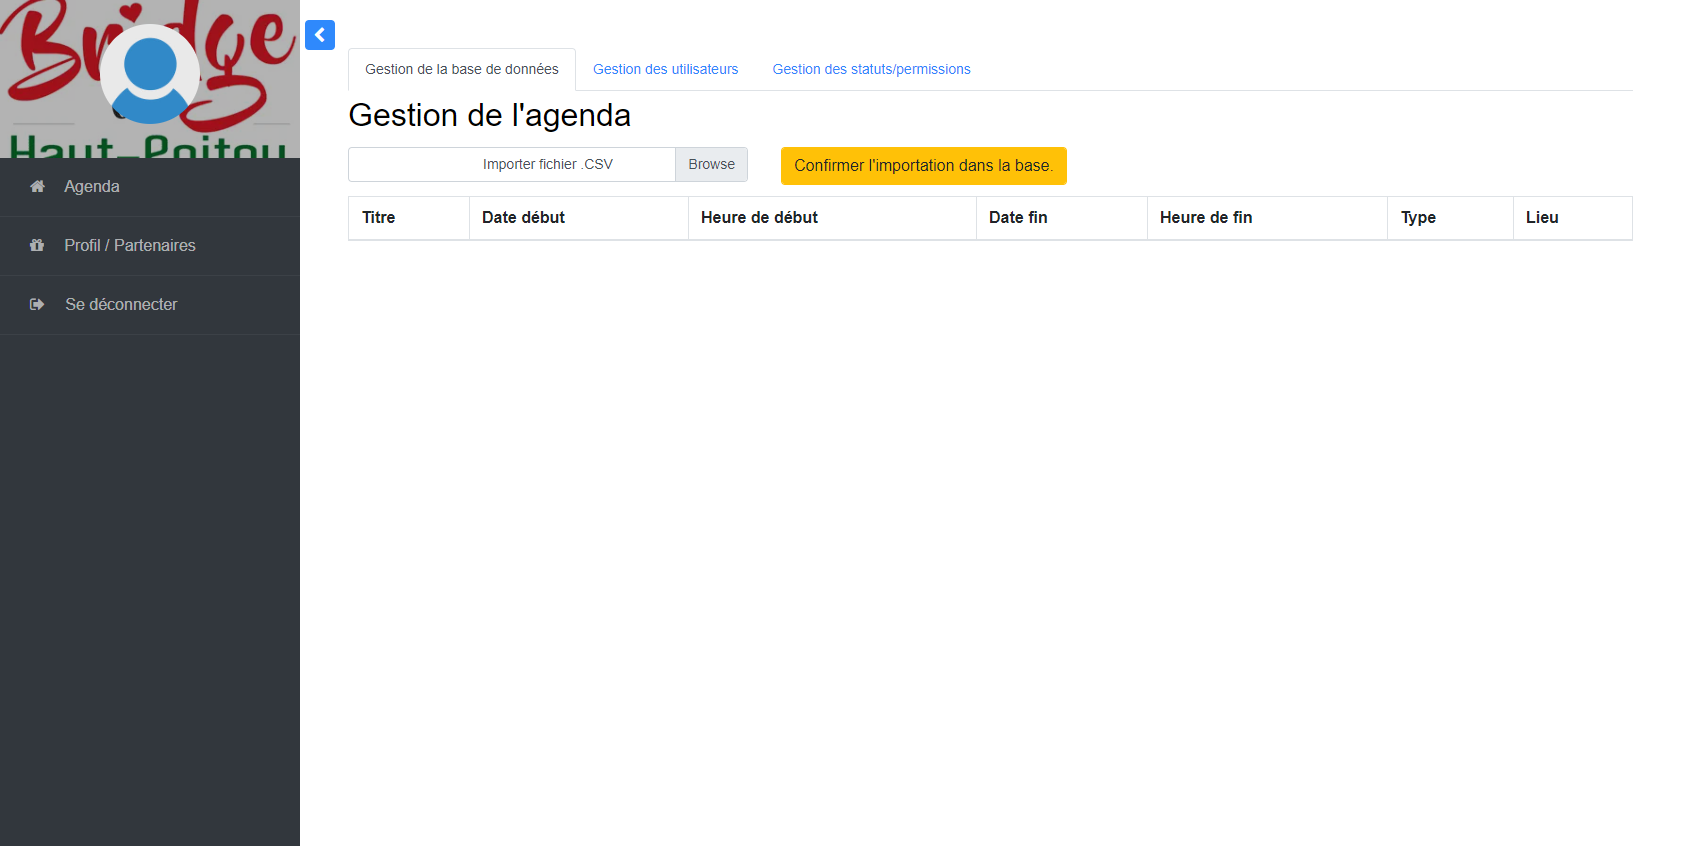 Bridge
Haut-Poitou
Agenda
Profil / Partenaires
Se déconnecter
Gestion de la base de données Gestion des utilisateurs Gestion des statuts/permissions
Gestion de l'agenda
Importer fichier .CSV Browse Confirmer l'importation dans la base.
Titre Date début Heure de début Date fin Heure de fin Type Lieu